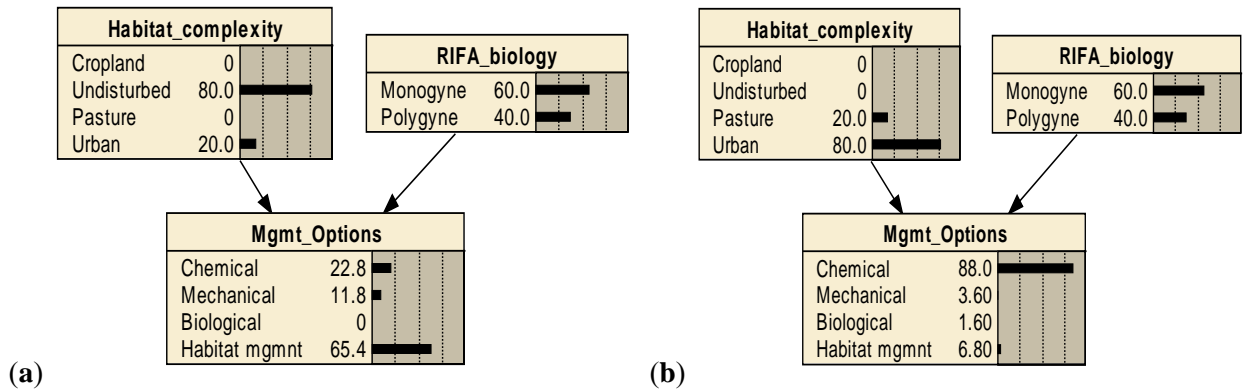 Habitat_complexity
Cropland 0
Undisturbed 80.0
Pasture 0
Urban 20.0
RIFA_biology
Monogyne 60.0
Polygyne 40.0
Mgmt_Options
Chemical 22.8
Mechanical 11.8
Biological 0
Habitat mgmnt 65.4
(a)
Habitat_complexity
Cropland 0
Undisturbed 0
Pasture 20.0
Urban 80.0
RIFA_biology
Monogyne 60.0
Polygyne 40.0
Mgmt_Options
Chemical 88.0
Mechanical 3.60
Biological 1.60
Habitat mgmnt 6.80
(b)